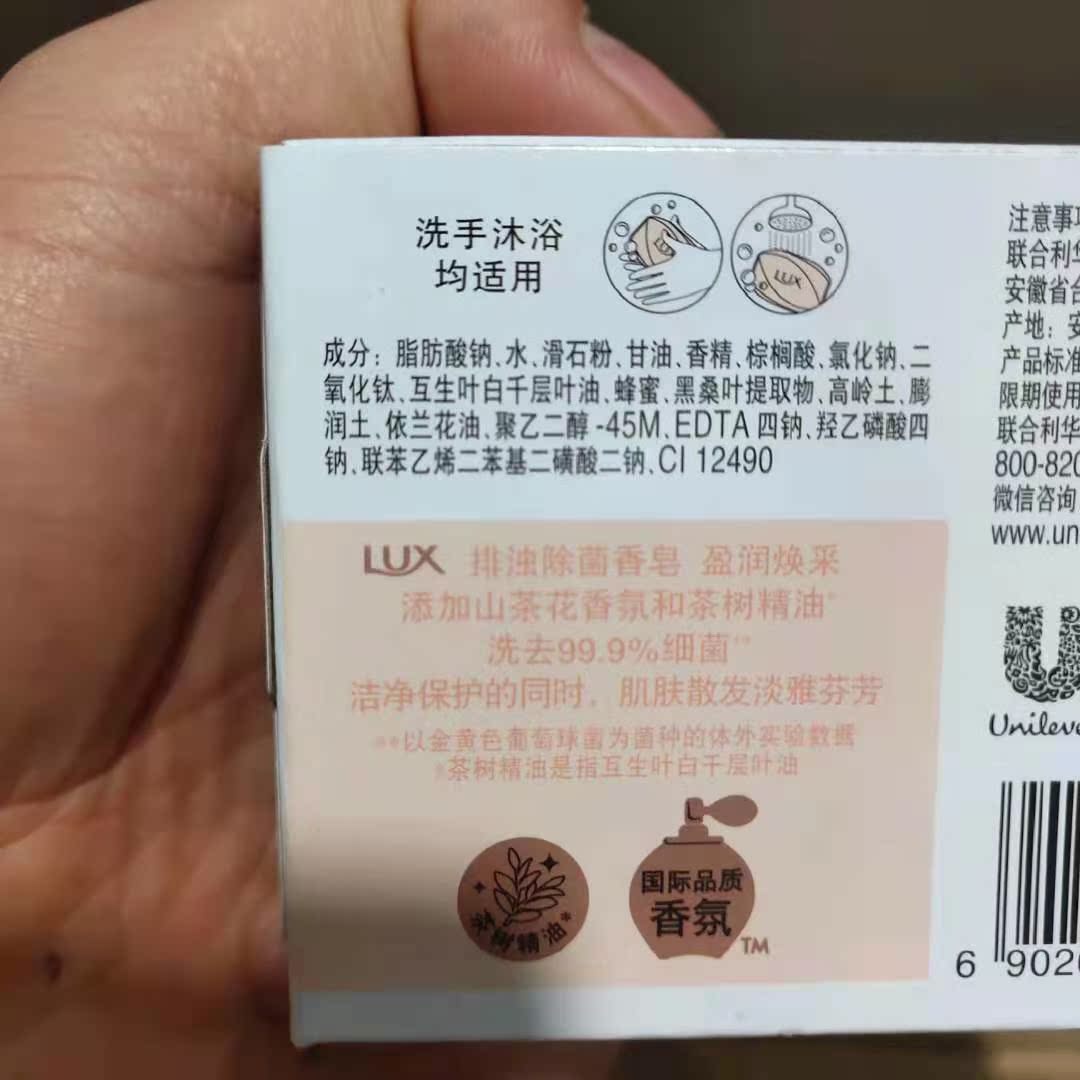 洗手沐浴
均适用
LUX
成分：脂肪酸钠、水、滑石粉、甘油、香精、棕榈酸、氯化钠、二
氧化钛、互生叶白千层叶油、蜂蜜、黑桑叶提取物、高岭土、膨
润土、依兰花油、聚乙二醇-45M、EDTA四钠、羟乙磷酸四
钠、联苯乙烯二苯基二磺酸二钠、CI 12490
LUX 排浊除菌香皂 盈润焕采
添加山茶花香氛和茶树精油*
洗去99.9%细菌**
洁净保护的同时，肌肤散发淡雅芬芳
**以金黄色葡萄球菌为菌种的体外实验数据
*茶树精油是指互生叶白千层叶油
茶树精油*
L
国际品质
香氛
TM
注意事
联合利华
安徽省合
产地：安
产品标准
限期使用
联合利华
800-820
微信咨询
www.un
U
Unileve
6 902